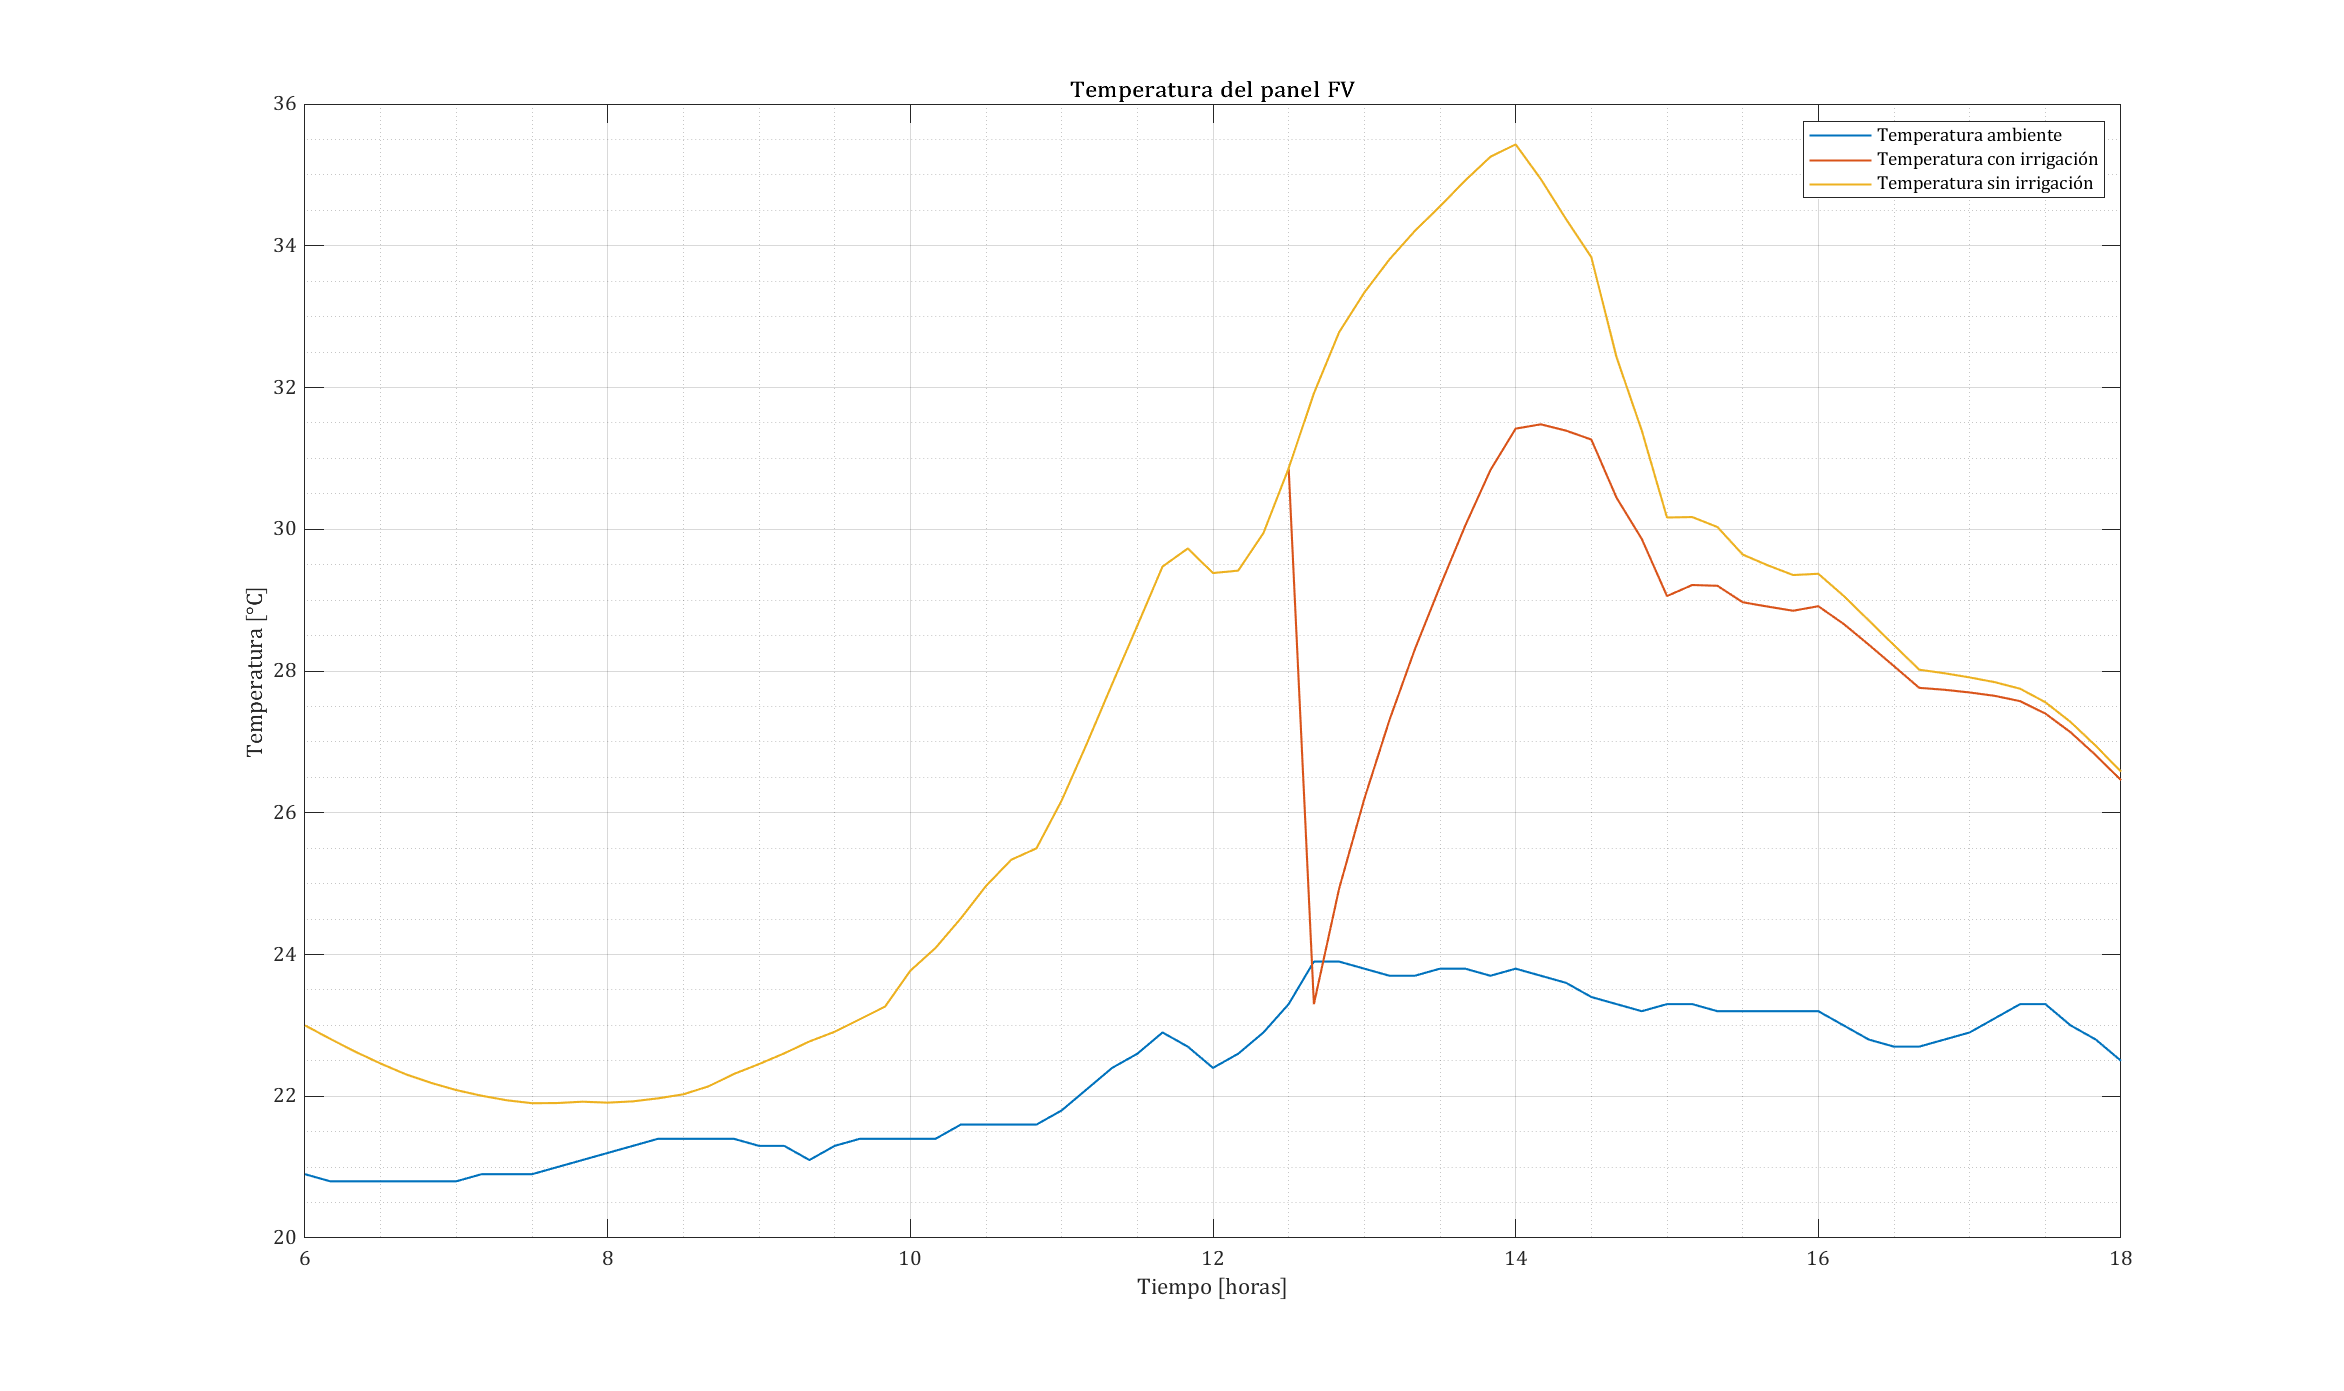 Temperatura del panel FV
36
34
32
30
28
26
24
22
20
Temperatura [°C]
Temperatura ambiente
Temperatura con irrigación
Temperatura sin irrigación
6 8 10 12 14 16 18
Tiempo [horas]